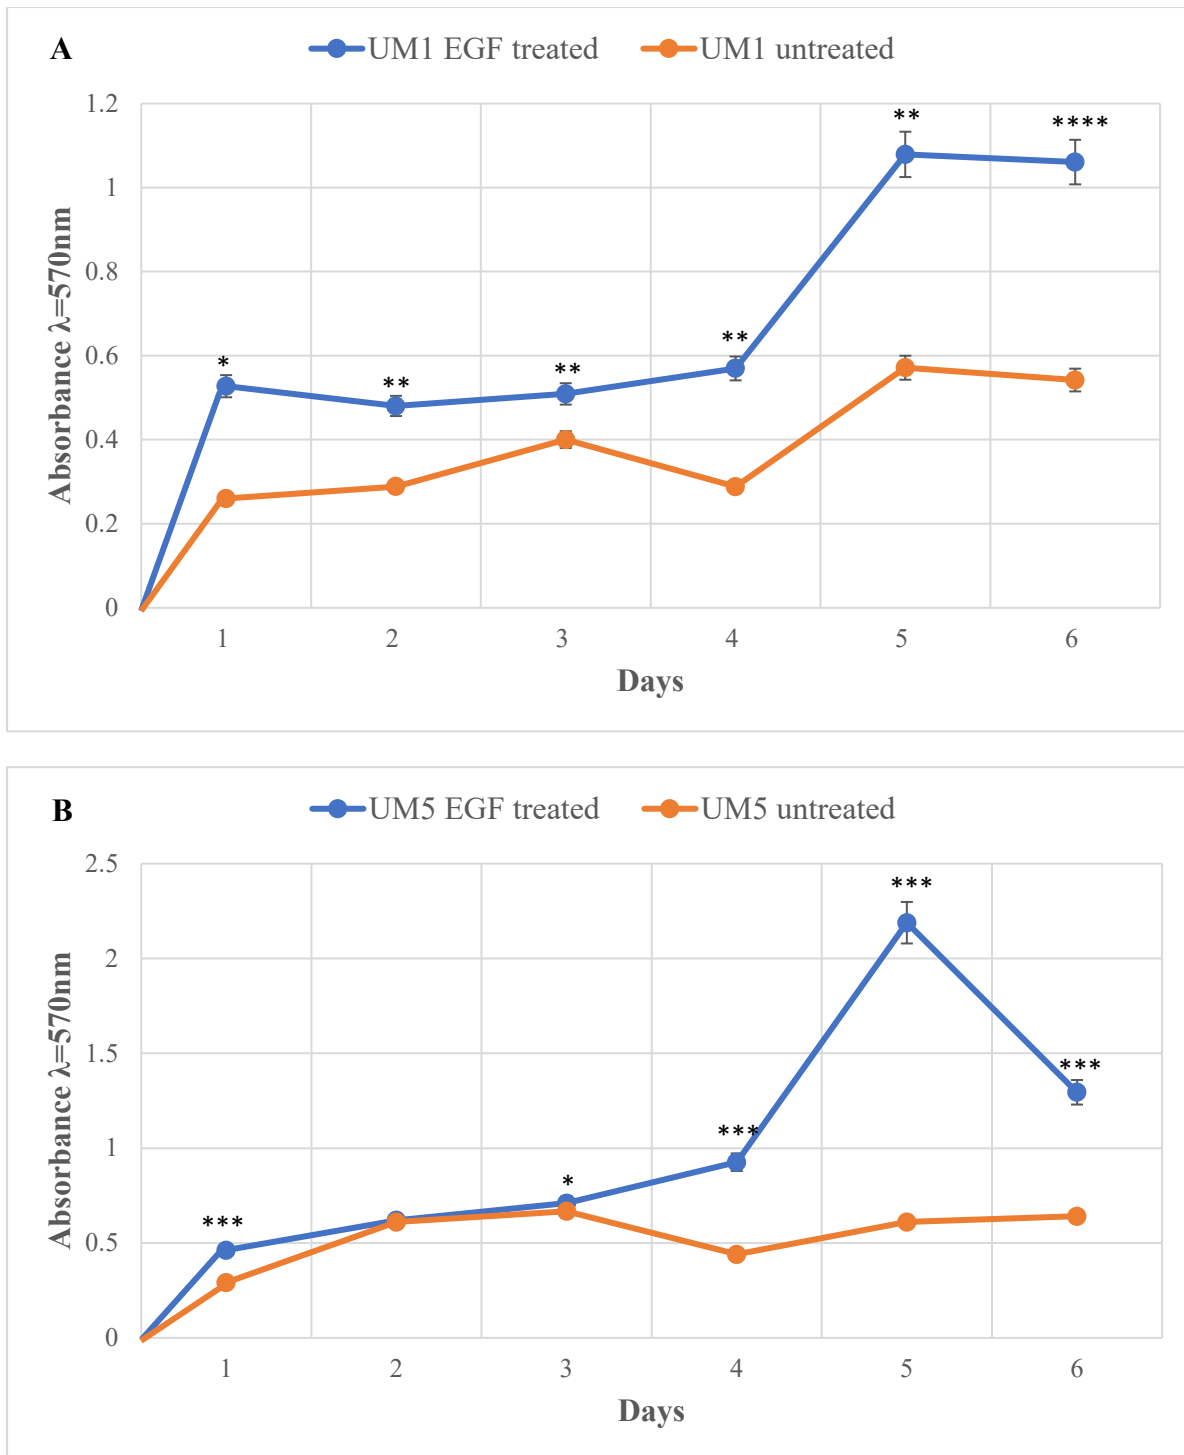 A
UM1 EGF treated UM1 untreated
1.2
1
0.8
0.6
0.4
0.2
0
Absorbance λ=570nm
*
**
**
**
**
****
1 2 3 4 5 6
Days
B
UM5 EGF treated UM5 untreated
2.5
2
1.5
1
0.5
0
Absorbance λ=570nm
***
*
***
***
***
1 2 3 4 5 6
Days